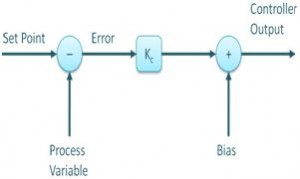 Controller
Output
Set Point
Error
−
Kc
+
Process
Variable
Bias